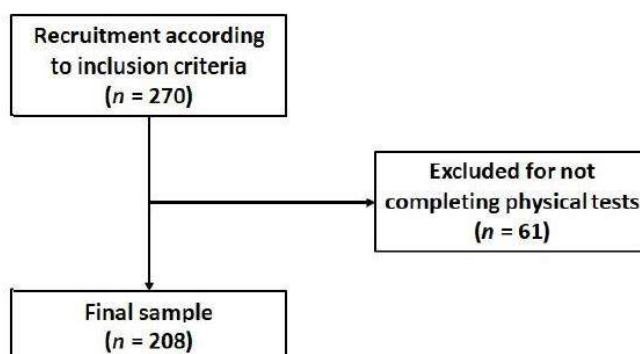 Recruitment according
to inclusion criteria
(n = 270)
Excluded for not
completing physical tests
(n = 61)
Final sample
(n = 208)